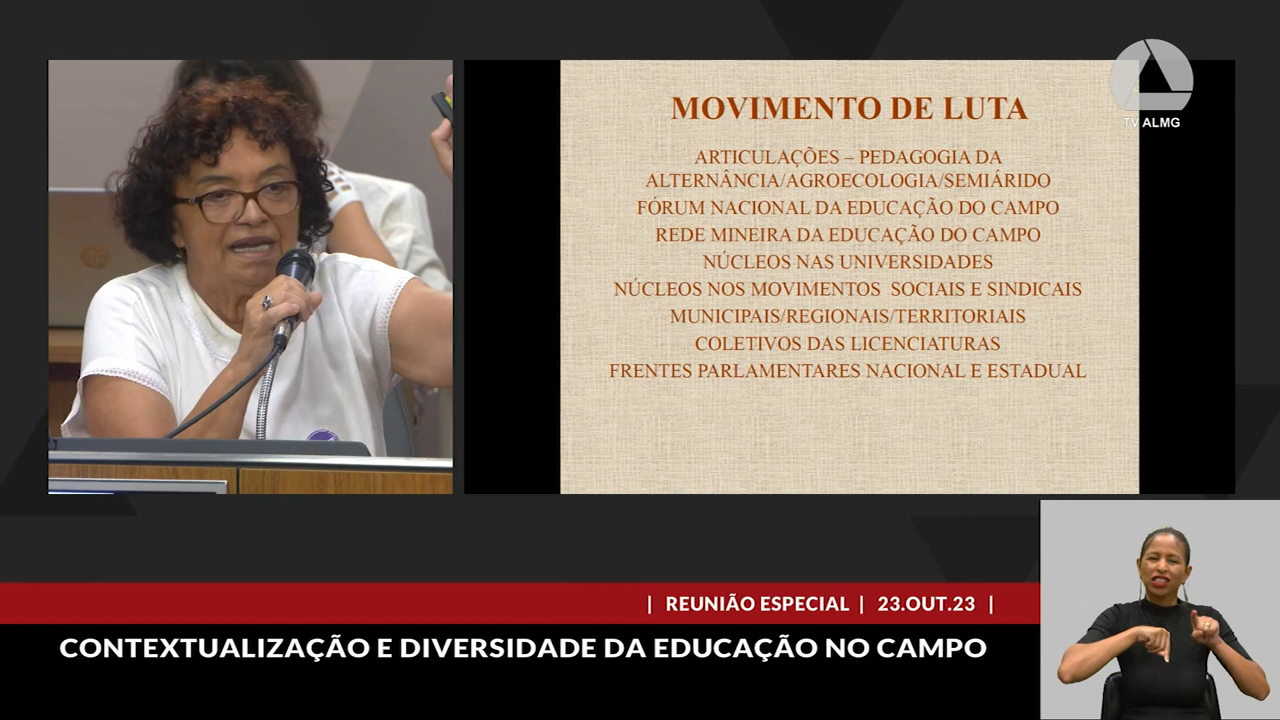 MOVIMENTO DE LUTA
ARTICULAÇÕES – PEDAGOGIA DA
ALTERNÂNCIA/AGROECOLOGIA/SEMIÁRIDO
FÓRUM NACIONAL DA EDUCAÇÃO DO CAMPO
REDE MINEIRA DA EDUCAÇÃO DO CAMPO
NÚCLEOS NAS UNIVERSIDADES
NÚCLEOS NOS MOVIMENTOS SOCIAIS E SINDICAIS
MUNICIPAIS/REGIONAIS/TERRITORIAIS
COLETIVOS DAS LICENCIATURAS
FRENTES PARLAMENTARES NACIONAL E ESTADUAL
TV ALMG
| REUNIÃO ESPECIAL | 23.OUT.23 |
CONTEXTUALIZAÇÃO E DIVERSIDADE DA EDUCAÇÃO NO CAMPO